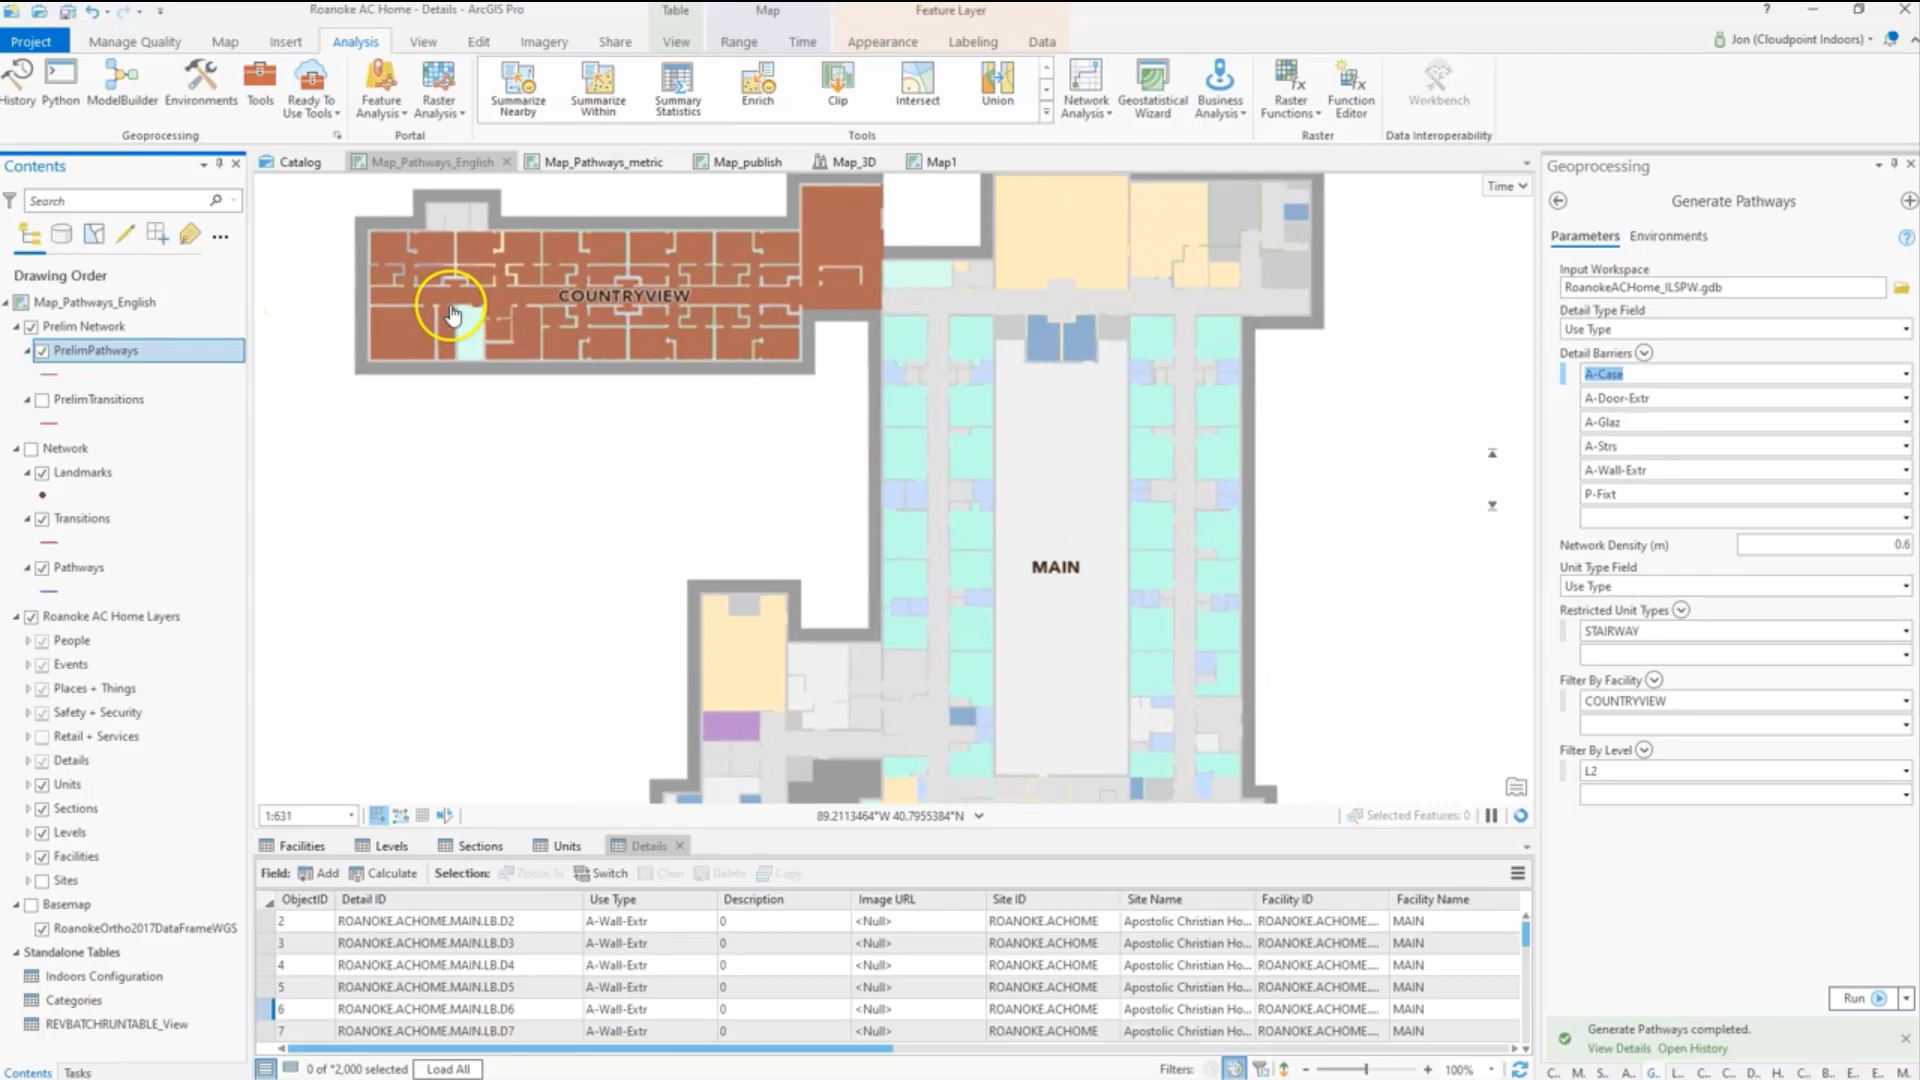 Roanoke AC Home - Details - ArcGIS Pro
Table
Map
Feature Layer
?
Project
Manage Quality
Map
Insert
Analysis
View
Edit
Imagery
Share
View
Range
Time
Appearance
Labeling
Data
Jon (Cloudpoint Indoors)
History
Python
ModelBuilder
Environments
Tools
Ready To
Use Tools
Feature
Analysis
Raster
Analysis
Summarize
Nearby
Summarize
Within
Summary
Statistics
Enrich
Clip
Intersect
Union
Network
Analysis
Geostatistical
Wizard
Business
Analysis
Raster
Functions
Function
Editor
Workbench
Geoprocessing
Portal
Tools
Raster
Data Interoperability
Contents
Search
Drawing Order
Map_Pathways_English
Prelim Network
PrelimPathways
PrelimTransitions
Network
Landmarks
Transitions
Pathways
Roanoke AC Home Layers
People
Events
Places + Things
Safety + Security
Retail + Services
Details
Units
Sections
Levels
Facilities
Sites
Basemap
RoanokeOrtho2017DataFrameWGS
Standalone Tables
Indoors Configuration
Categories
REVBATCHRUNTABLE_View
Contents
Tasks
Catalog
Map_Pathways_English
Map_Pathways_metric
Map_publish
Map_3D
Map1
Time
COUNTRYVIEW
MAIN
1:631
89.2113464°W 40.7955384°N
Selected Features: 0
Facilities
Levels
Sections
Units
Details
Field:
Add
Calculate
Selection:
Zoom To
Switch
Clear
Delete
Copy
ObjectID Detail ID Use Type Description Image URL Site ID Site Name Facility ID Facility Name
2 ROANOKE.ACHOME.MAIN.LB.D2 A-Wall-Extr 0 <Null> ROANOKE.ACHOME Apostolic Christian Ho... ROANOKE.ACHOME.... MAIN
3 ROANOKE.ACHOME.MAIN.LB.D3 A-Wall-Extr 0 <Null> ROANOKE.ACHOME Apostolic Christian Ho... ROANOKE.ACHOME.... MAIN
4 ROANOKE.ACHOME.MAIN.LB.D4 A-Wall-Extr 0 <Null> ROANOKE.ACHOME Apostolic Christian Ho... ROANOKE.ACHOME.... MAIN
5 ROANOKE.ACHOME.MAIN.LB.D5 A-Wall-Extr 0 <Null> ROANOKE.ACHOME Apostolic Christian Ho... ROANOKE.ACHOME.... MAIN
6 ROANOKE.ACHOME.MAIN.LB.D6 A-Wall-Extr 0 <Null> ROANOKE.ACHOME Apostolic Christian Ho... ROANOKE.ACHOME.... MAIN
7 ROANOKE.ACHOME.MAIN.LB.D7 A-Wall-Extr 0 <Null> ROANOKE.ACHOME Apostolic Christian Ho... ROANOKE.ACHOME.... MAIN
0 of *2,000 selected
Load All
Filters:
100%
Geoprocessing
Generate Pathways
Parameters
Environments
Input Workspace
RoanokeACHome_ILSPW.gdb
Detail Type Field
Use Type
Detail Barriers
A-Case
A-Door-Extr
A-Glaz
A-Strs
A-Wall-Extr
P-Fixt
Network Density (m)
0.6
Unit Type Field
Use Type
Restricted Unit Types
STAIRWAY
Filter By Facility
COUNTRYVIEW
Filter By Level
L2
Run
Generate Pathways completed.
View Details Open History
C... M. S... A... G... L... C... C... D... H. C... B... E... E... M.